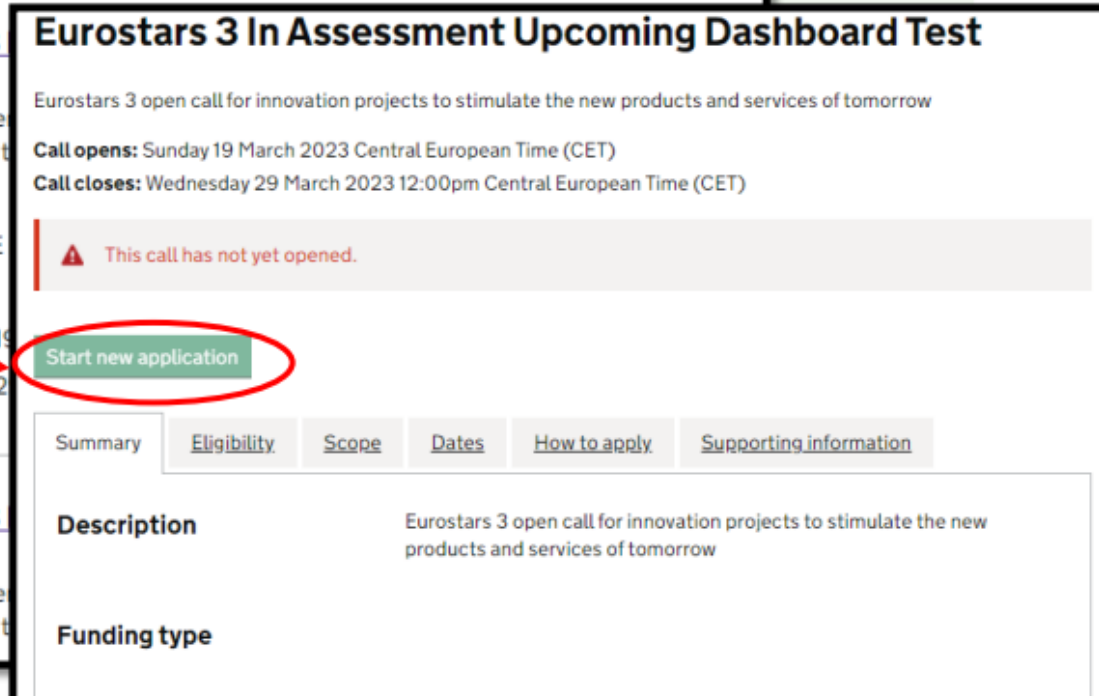 Eurostars 3 In Assessment Upcoming Dashboard Test
Eurostars 3 open call for innovation projects to stimulate the new products and services of tomorrow
Call opens: Sunday 19 March 2023 Central European Time (CET)
Call closes: Wednesday 29 March 2023 12:00pm Central European Time (CET)
This call has not yet opened.
Start new application
Summary Eligibility Scope Dates How to apply Supporting information
Description Eurostars 3 open call for innovation projects to stimulate the new
products and services of tomorrow
Funding type